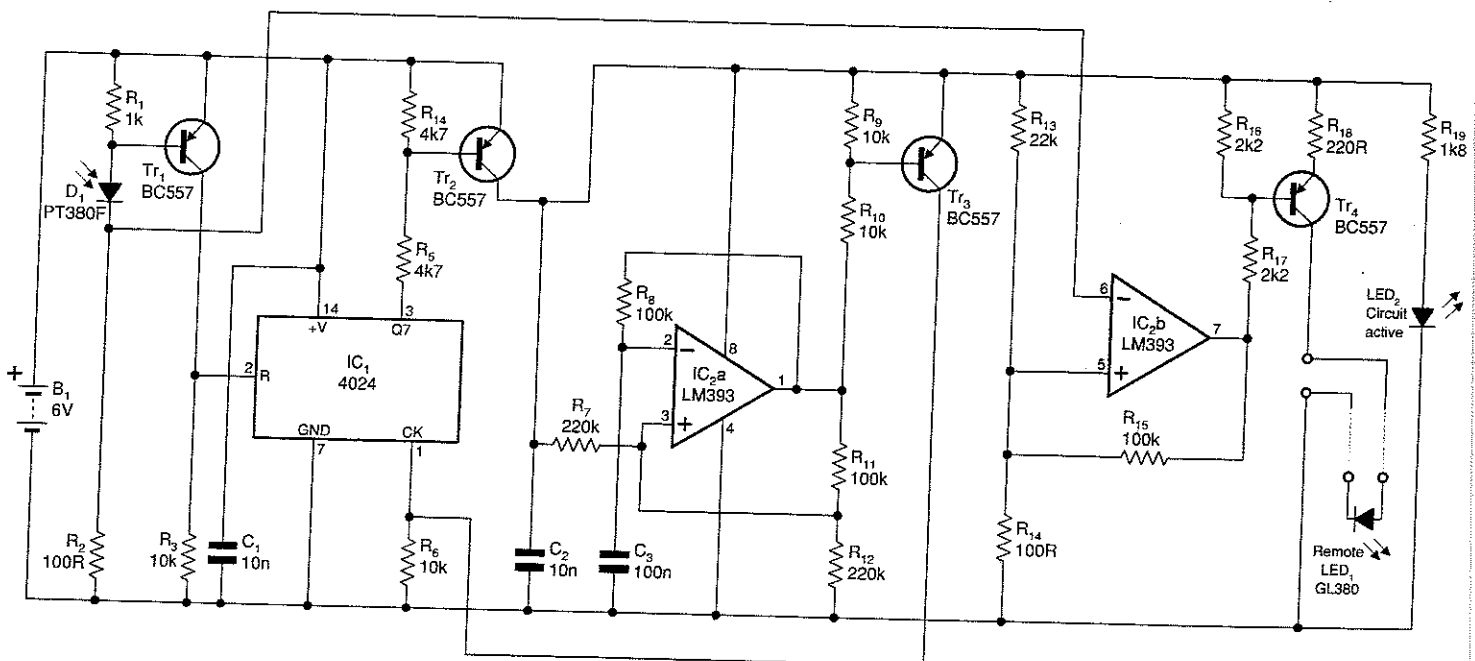 R1
1k
Tr1
BC557
D1
PT380F
R14
4k7
Tr2
BC557
R5
4k7
14
+V
3
Q7
2
R
IC1
4024
GND
7
CK
1
+
B1
6V
R2
100R
R3
10k
C1
10n
R6
10k
C2
10n
C3
100n
R7
220k
R8
100k
2
−
8
IC2a
LM393
1
3
+
4
R9
10k
R10
10k
Tr3
BC557
R11
100k
R12
220k
R13
22k
6
−
IC2b
LM393
7
5
+
R15
100k
R14
100R
R16
2k2
R17
2k2
R18
220R
Tr4
BC557
R19
1k8
LED2
Circuit
active
Remote
LED1
GL380